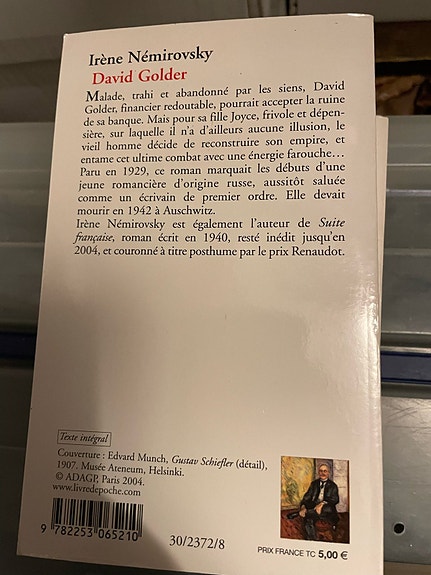 Irène Némirovsky
David Golder
Malade, trahi et abandonné par les siens, David
Golder, financier redoutable, pourrait accepter la ruine
de sa banque. Mais pour sa fille Joyce, frivole et dépen-
sière, sur laquelle il n'a d'ailleurs aucune illusion, le
vieil homme décide de reconstruire son empire, et
entame cet ultime combat avec une énergie farouche…
Paru en 1929, ce roman marquait les débuts d'une
jeune romancière d'origine russe, aussitôt saluée
comme un écrivain de premier ordre. Elle devait
mourir en 1942 à Auschwitz.
Irène Némirovsky est également l'auteur de Suite
française, roman écrit en 1940, resté inédit jusqu'en
2004, et couronné à titre posthume par le prix Renaudot.
Texte intégral
Couverture : Edvard Munch, Gustav Schiefler (détail),
1907. Musée Ateneum, Helsinki.
© ADAGP, Paris 2004.
www.livredepoche.com
9 782253 065210
30/2372/8
PRIX FRANCE TC 5,00 €